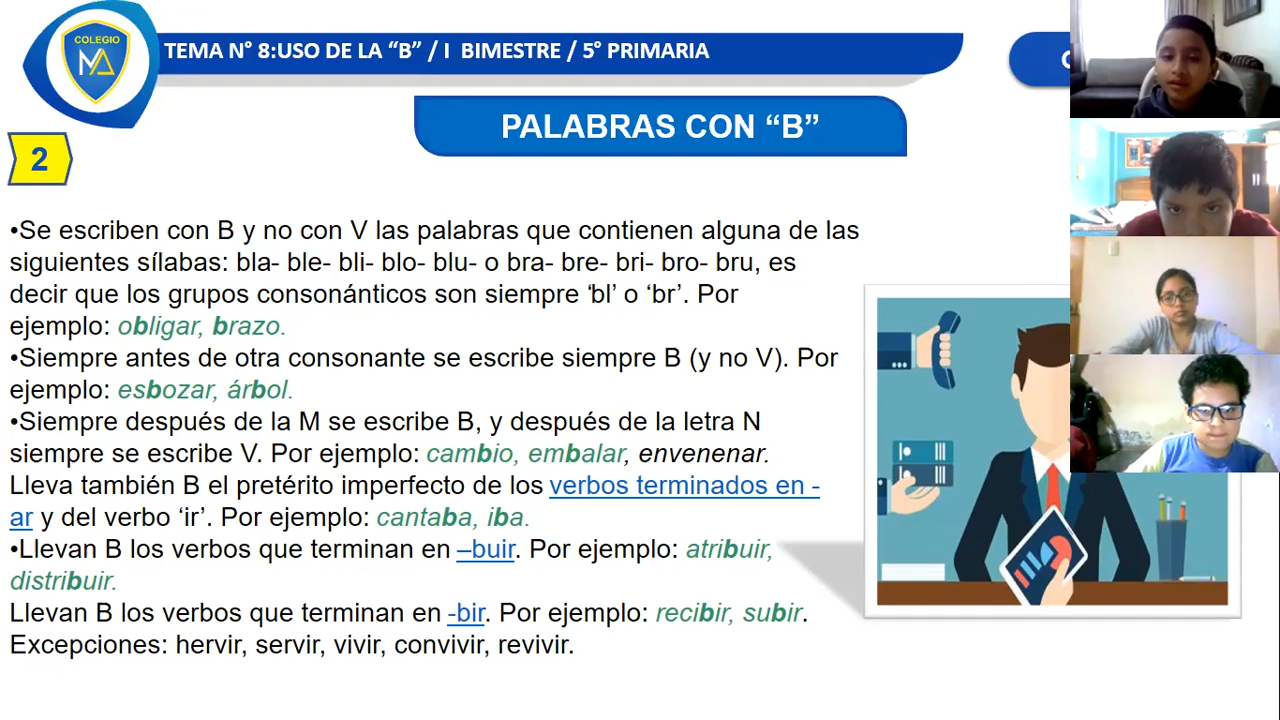 COLEGIO
MA
TEMA N° 8:USO DE LA “B” / I BIMESTRE / 5° PRIMARIA
PALABRAS CON “B”
2
•Se escriben con B y no con V las palabras que contienen alguna de las
siguientes sílabas: bla- ble- bli- blo- blu- o bra- bre- bri- bro- bru, es
decir que los grupos consonánticos son siempre ‘bl’ o ‘br’. Por
ejemplo: obligar, brazo.
•Siempre antes de otra consonante se escribe siempre B (y no V). Por
ejemplo: esbozar, árbol.
•Siempre después de la M se escribe B, y después de la letra N
siempre se escribe V. Por ejemplo: cambio, embalar, envenenar.
Lleva también B el pretérito imperfecto de los verbos terminados en -
ar y del verbo ‘ir’. Por ejemplo: cantaba, iba.
•Llevan B los verbos que terminan en –buir. Por ejemplo: atribuir,
distribuir.
Llevan B los verbos que terminan en -bir. Por ejemplo: recibir, subir.
Excepciones: hervir, servir, vivir, convivir, revivir.